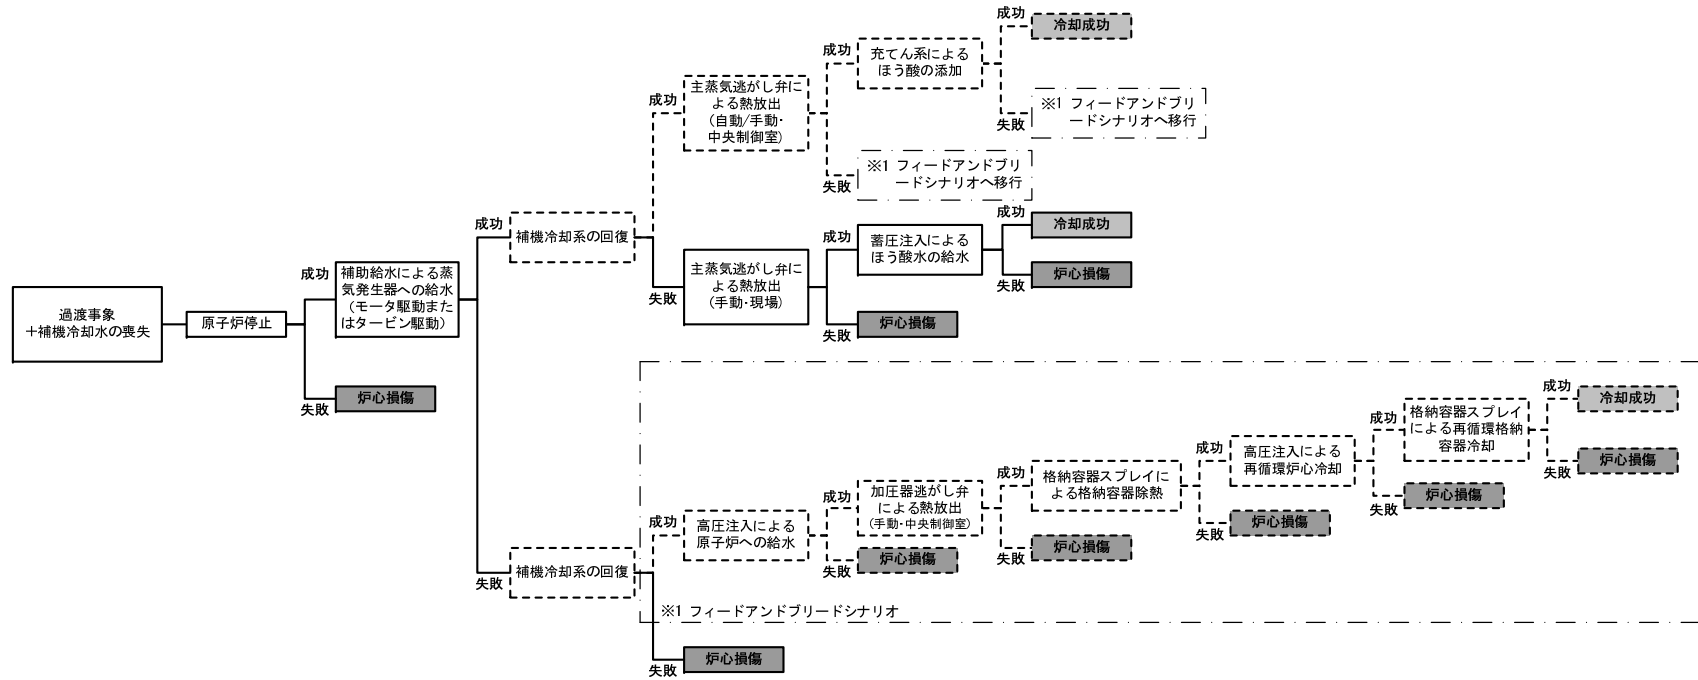 過渡事象
+補機冷却水の喪失
原子炉停止
成功
補助給水による蒸
気発生器への給水
(モータ駆動また
はタービン駆動)
失敗
炉心損傷
成功
補機冷却系の回復
成功
主蒸気逃がし弁に
よる熱放出
(自動/手動・
中央制御室)
成功
充てん系による
ほう酸の添加
成功
冷却成功
失敗
※1 フィードアンドブリ
ードシナリオへ移行
失敗
※1 フィードアンドブリ
ードシナリオへ移行
失敗
主蒸気逃がし弁に
よる熱放出
(手動・現場)
成功
蓄圧注入による
ほう酸水の給水
成功
冷却成功
失敗
炉心損傷
失敗
炉心損傷
失敗
補機冷却系の回復
成功
高圧注入による
原子炉への給水
成功
加圧器逃がし弁
による熱放出
(手動・中央制御室)
成功
格納容器スプレイに
よる格納容器除熱
成功
高圧注入による
再循環炉心冷却
成功
格納容器スプレイ
による再循環格納
容器冷却
成功
冷却成功
失敗
炉心損傷
失敗
炉心損傷
失敗
炉心損傷
失敗
炉心損傷
失敗
炉心損傷
※1 フィードアンドブリードシナリオ
失敗
炉心損傷